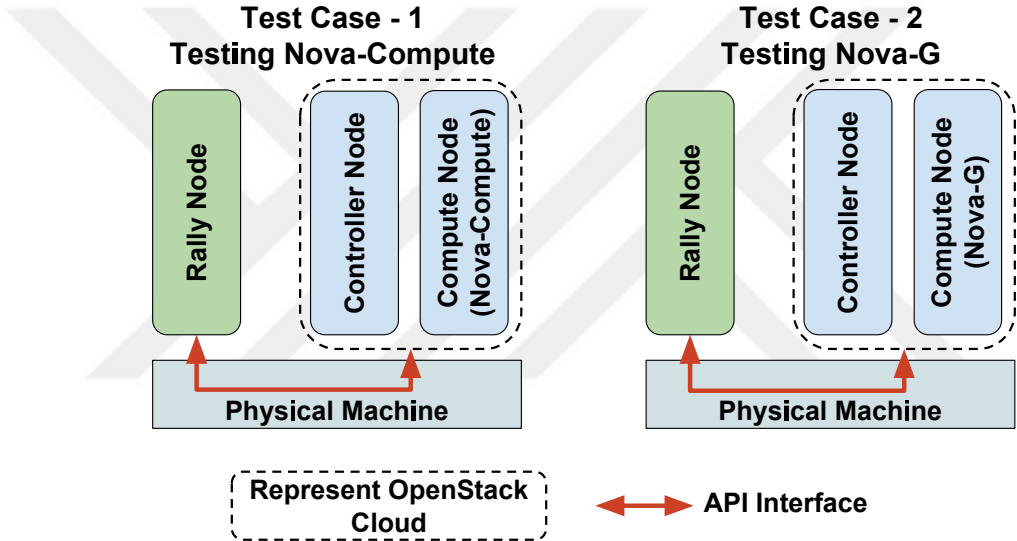 Test Case - 1
Testing Nova-Compute
Rally Node
Controller Node
Compute Node
(Nova-Compute)
Physical Machine
Test Case - 2
Testing Nova-G
Rally Node
Controller Node
Compute Node
(Nova-G)
Physical Machine
Represent OpenStack
Cloud
API Interface